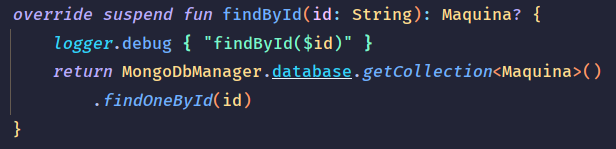 override suspend fun findById(id: String): Maquina? {
logger.debug { "findById($id)" }
return MongoDbManager.database.getCollection<Maquina>()
.findOneById(id)
}